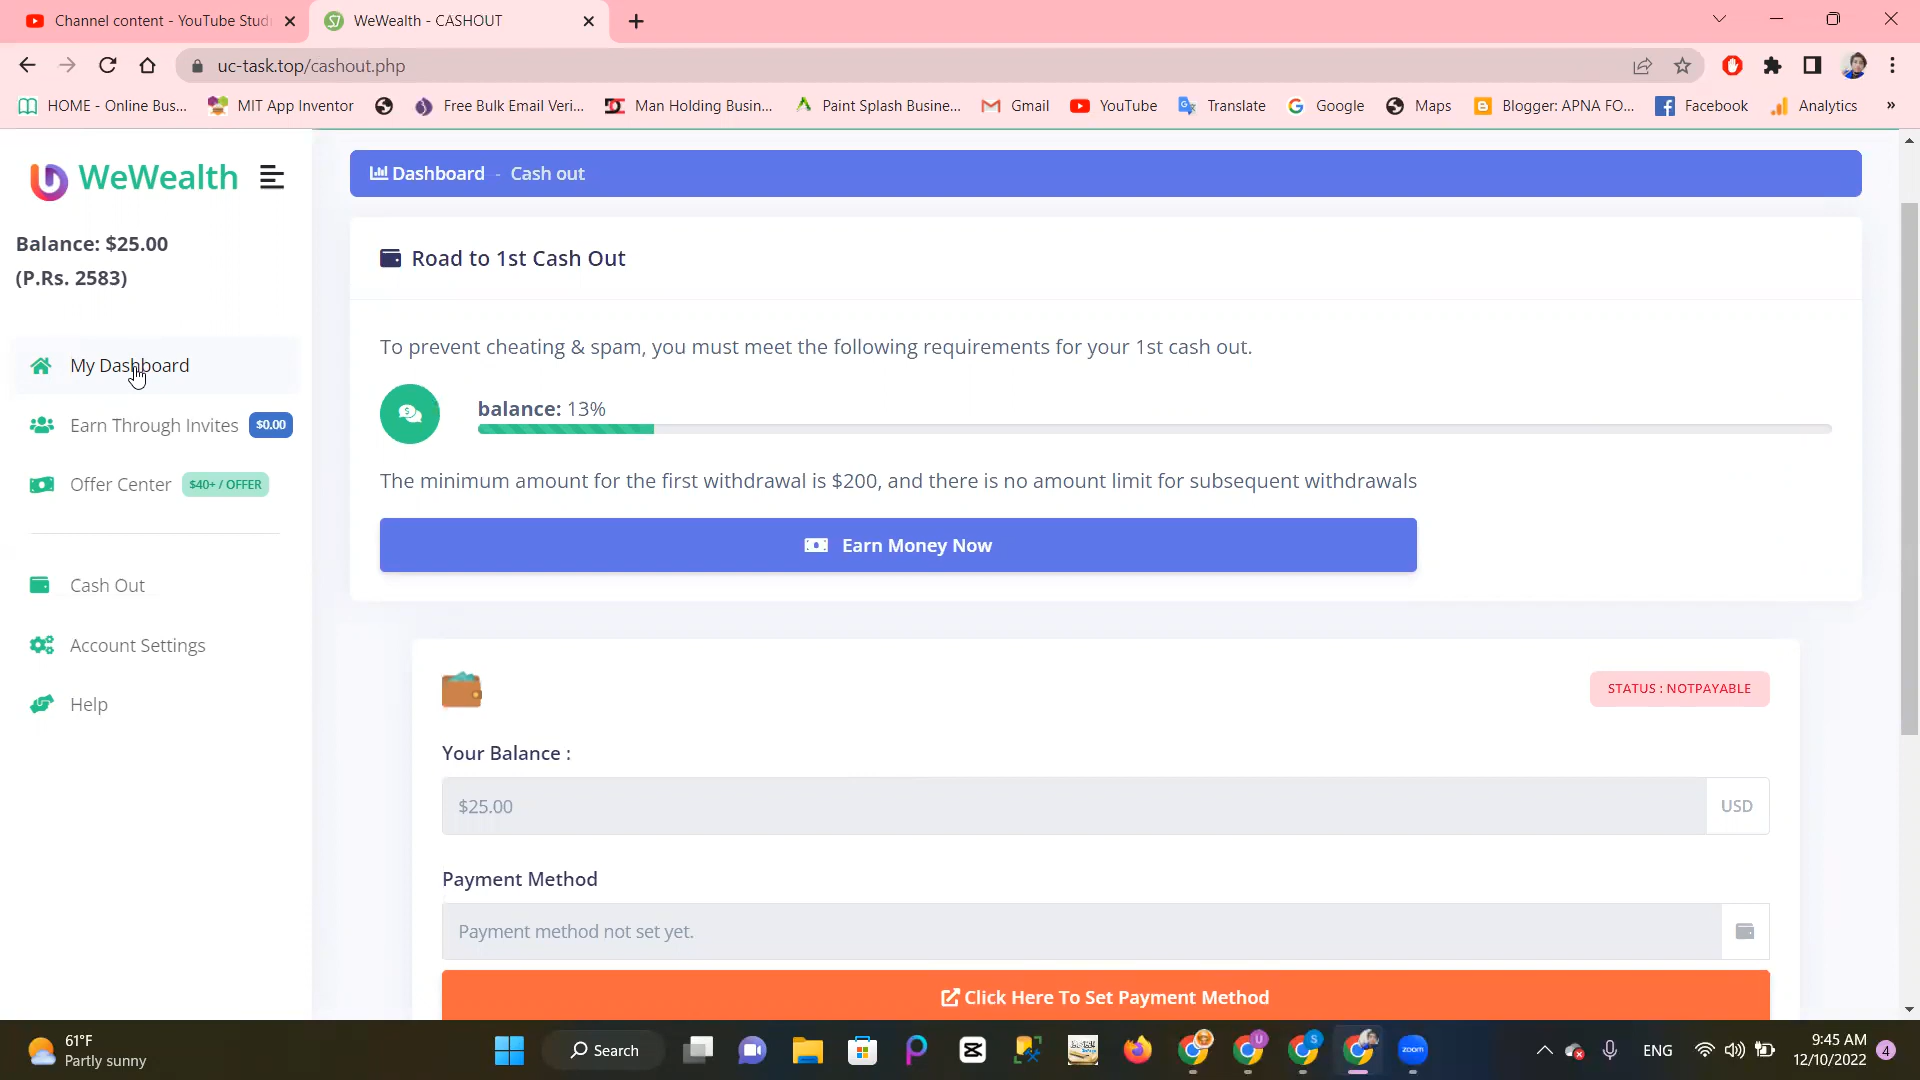 Channel content - YouTube Stud
WeWealth - CASHOUT
uc-task.top/cashout.php
HOME - Online Bus...
MIT App Inventor
Free Bulk Email Veri...
Man Holding Busin...
Paint Splash Busine...
Gmail
YouTube
Translate
Google
Maps
Blogger: APNA FO...
Facebook
Analytics
»
WeWealth
Balance: $25.00
(P.Rs. 2583)
My Dashboard
Earn Through Invites $0.00
Offer Center $40+ / OFFER
Cash Out
Account Settings
Help
Dashboard - Cash out
Road to 1st Cash Out
To prevent cheating & spam, you must meet the following requirements for your 1st cash out.
balance: 13%
The minimum amount for the first withdrawal is $200, and there is no amount limit for subsequent withdrawals
Earn Money Now
STATUS : NOTPAYABLE
Your Balance :
$25.00 USD
Payment Method
Payment method not set yet.
Click Here To Set Payment Method
61°F
Partly sunny
Search
zoom
ENG
9:45 AM
12/10/2022
4